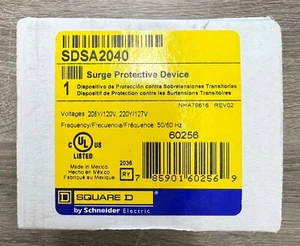 SDSA2040
Surge Protective Device
1
Dispositivo de Protección contra Sobretensiones Transitorias
Dispositif de Protection contre les Surtensions Transitoires
NHA79616 REV02
Voltages 208Y/120V, 220Y/127V
Frequency/Frecuencia/Fréquence: 50/60 Hz
60256
C UL US
LISTED
Made in Mexico
Hecho en México
Fabriqué au Mexique
2036
RY
7 85901 60256 9
D SQUARE D
by Schneider Electric